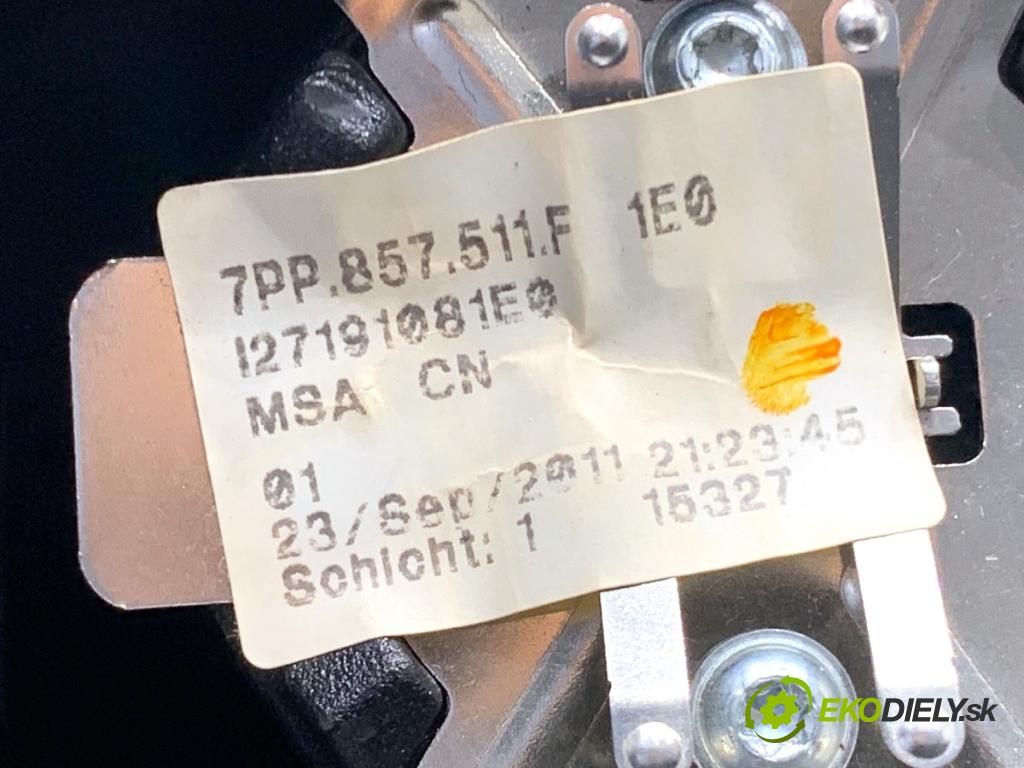 7PP.857.511.F 1E0
I27191081E0
MSA CN
01
23/Sep/2011 21:23:45
Schicht: 1 15327
EKODIELY.sk